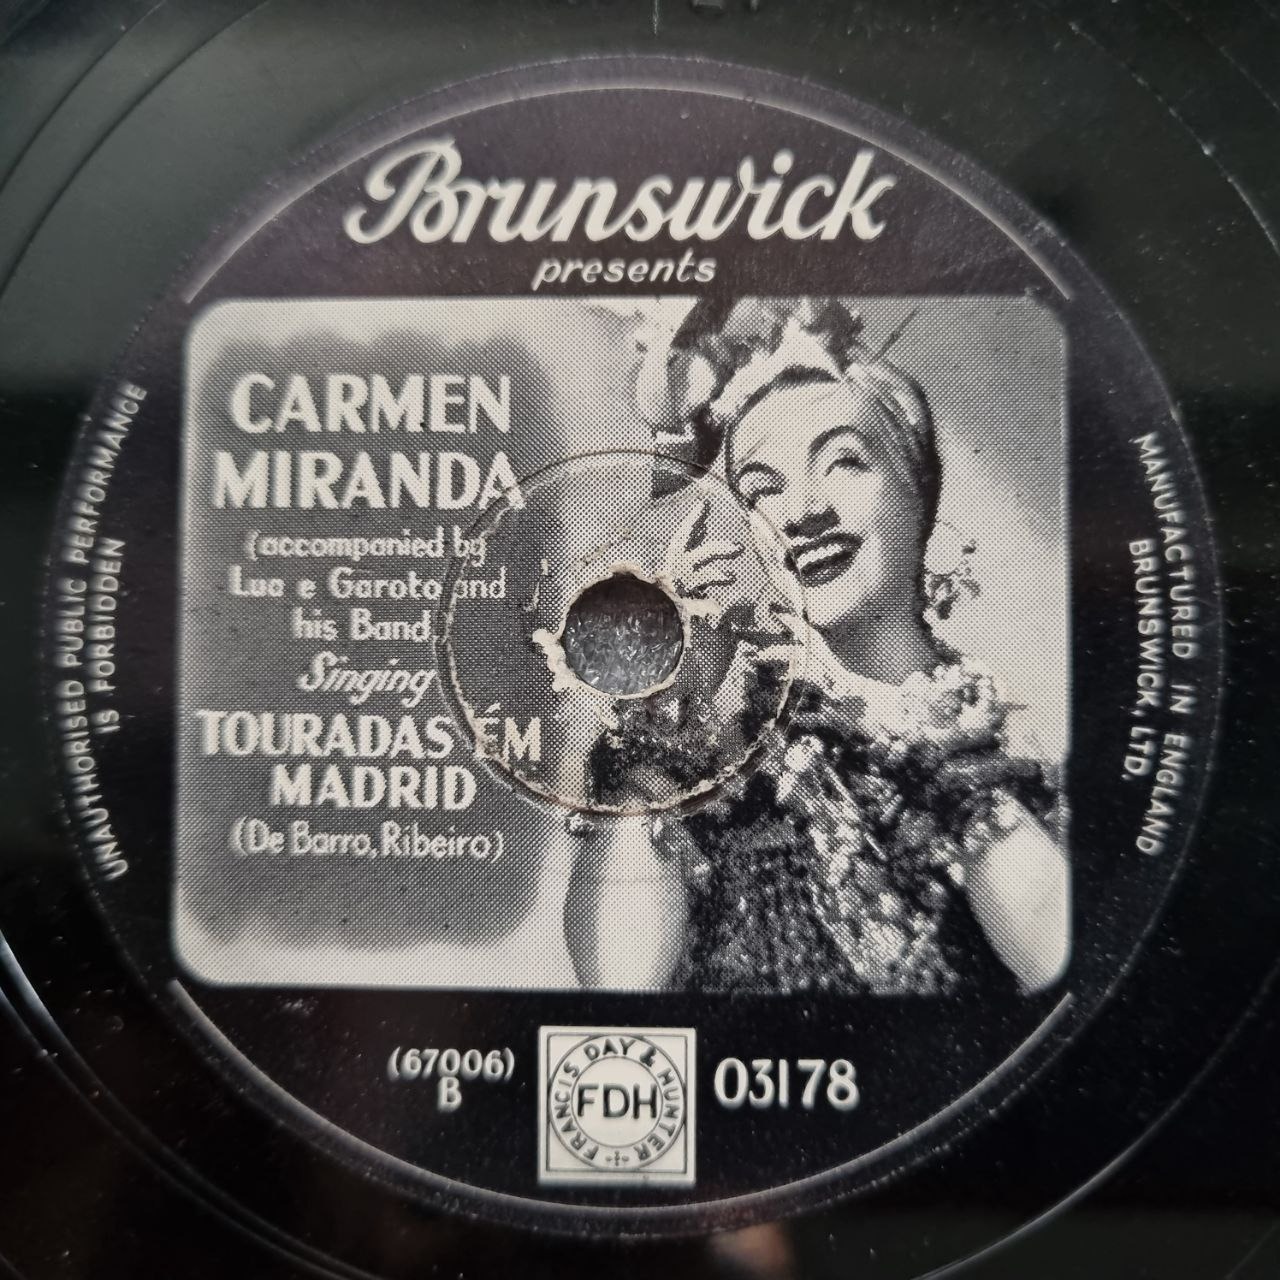 Brunswick
presents
CARMEN
MIRANDA
(accompanied by
Lua e Garoto and
his Band)
Singing
TOURADAS ÉM
MADRID
(De Barro, Ribeiro)
UNAUTHORISED PUBLIC PERFORMANCE
IS FORBIDDEN
MANUFACTURED IN ENGLAND
BRUNSWICK, LTD.
(67006)
B
FRANCIS DAY & HUNTER
FDH
03178